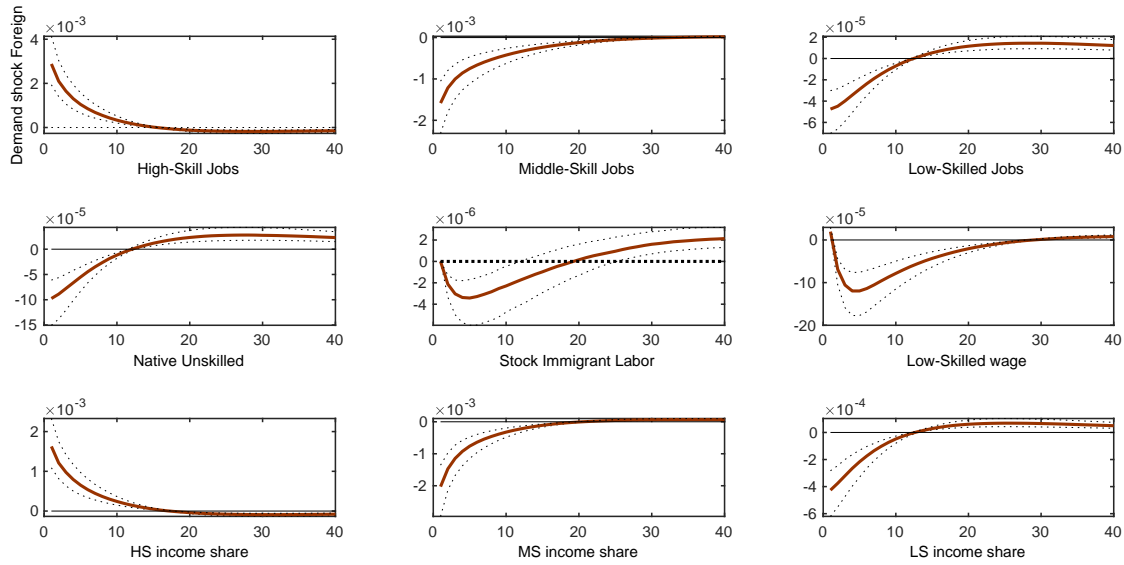 Demand shock Foreign
×10⁻³
4
2
0
0 10 20 30 40
High-Skill Jobs
×10⁻³
0
-1
-2
0 10 20 30 40
Middle-Skill Jobs
×10⁻⁵
2
0
-2
-4
-6
0 10 20 30 40
Low-Skilled Jobs
×10⁻⁵
0
-5
-10
-15
0 10 20 30 40
Native Unskilled
×10⁻⁶
2
0
-2
-4
0 10 20 30 40
Stock Immigrant Labor
×10⁻⁵
0
-10
-20
0 10 20 30 40
Low-Skilled wage
×10⁻³
2
1
0
0 10 20 30 40
HS income share
×10⁻³
0
-1
-2
0 10 20 30 40
MS income share
×10⁻⁴
0
-2
-4
-6
0 10 20 30 40
LS income share